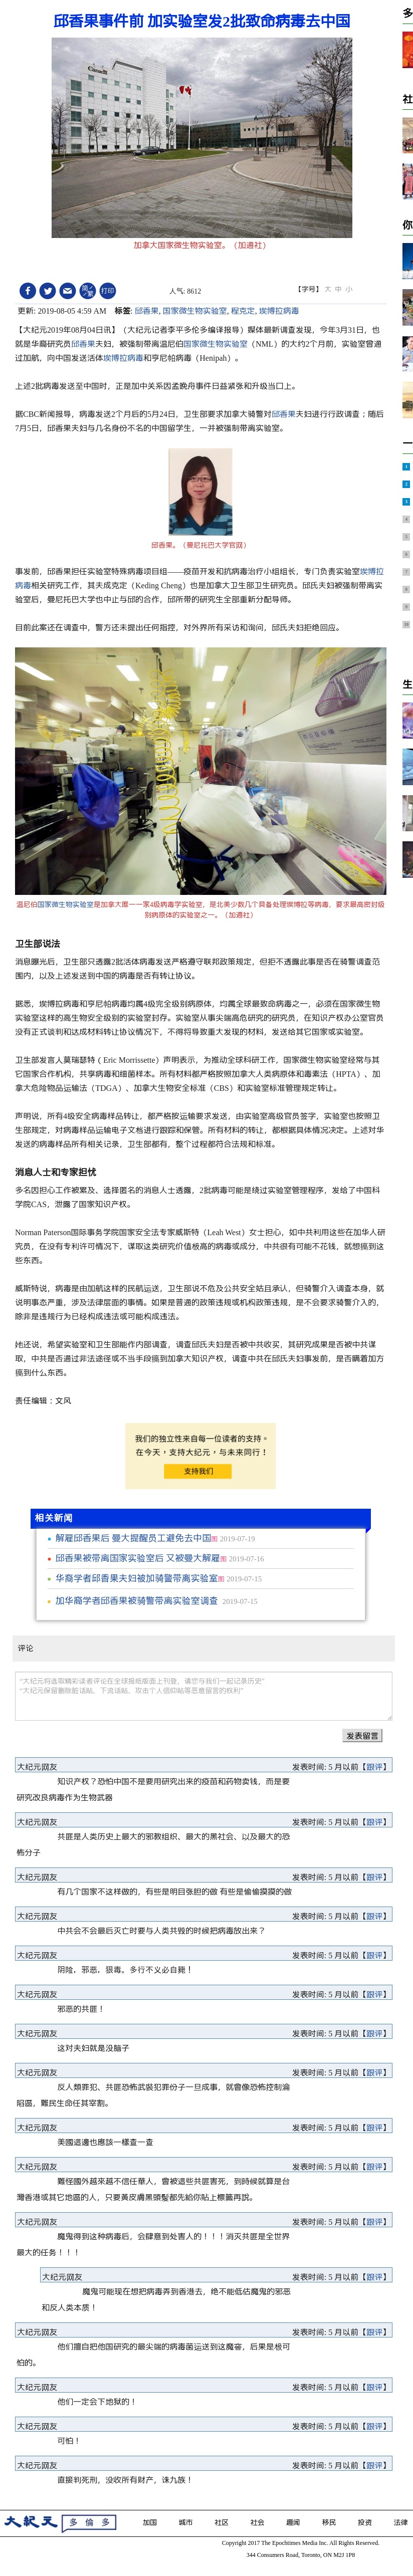 邱香果事件前 加实验室发2批致命病毒去中国
加拿大国家微生物实验室。（加通社）
打印
人气: 8612
【字号】 大 中 小
更新: 2019-08-05 4:59 AM 标签: 邱香果, 国家微生物实验室, 程克定, 埃博拉病毒
【大纪元2019年08月04日讯】（大纪元记者李平多伦多编译报导）媒体最新调查发现，今年3月31日，也
就是华裔研究员邱香果夫妇，被强制带离温尼伯国家微生物实验室（NML）的大约2个月前，实验室曾通
过加航，向中国发送活体埃博拉病毒和亨尼帕病毒（Henipah）。
上述2批病毒发送至中国时，正是加中关系因孟晚舟事件日益紧张和升级当口上。
据CBC新闻报导，病毒发送2个月后的5月24日，卫生部要求加拿大骑警对邱香果夫妇进行行政调查；随后
7月5日，邱香果夫妇与几名身份不名的中国留学生，一并被强制带离实验室。
邱香果。（曼尼托巴大学官网）
事发前，邱香果担任实验室特殊病毒项目组——疫苗开发和抗病毒治疗小组组长，专门负责实验室埃博拉
病毒相关研究工作，其夫成克定（Keding Cheng）也是加拿大卫生部卫生研究员。邱氏夫妇被强制带离实
验室后，曼尼托巴大学也中止与邱的合作，邱所带的研究生全部重新分配导师。
目前此案还在调查中，警方还未提出任何指控，对外界所有采访和询问，邱氏夫妇拒绝回应。
温尼伯国家微生物实验室是加拿大唯一一家4级病毒学实验室，是北美少数几个具备处理埃博拉等病毒、要求最高密封级
别病原体的实验室之一。（加通社）
卫生部说法
消息曝光后，卫生部只透露2批活体病毒发送严格遵守联邦政策规定，但拒不透露此事是否在骑警调查范
围内，以及上述发送到中国的病毒是否有转让协议。
据悉，埃博拉病毒和亨尼帕病毒均属4级完全级别病原体，均属全球最致命病毒之一，必须在国家微生物
实验室这样的高生物安全级别的实验室封存。实验室从事尖端高危研究的研究员，在知识产权办公室官员
没有正式谈判和达成材料转让协议情况下，不得将导致重大发现的材料，发送给其它国家或实验室。
卫生部发言人莫瑞瑟特（Eric Morrissette）声明表示，为推动全球科研工作，国家微生物实验室经常与其
它国家合作机构，共享病毒和细菌样本。所有材料都严格按照加拿大人类病原体和毒素法（HPTA）、加
拿大危险物品运输法（TDGA）、加拿大生物安全标准（CBS）和实验室标准管理规定转让。
声明说，所有4级安全病毒样品转让，都严格按运输要求发送，由实验室高级官员签字，实验室也按照卫
生部规定，对病毒样品运输电子文档进行跟踪和保管。所有材料的转让，都根据具体情况决定。上述对华
发送的病毒样品所有相关记录，卫生部都有，整个过程都符合法规和标准。
消息人士和专家担忧
多名因担心工作被累及、选择匿名的消息人士透露，2批病毒可能是绕过实验室管理程序，发给了中国科
学院CAS，泄露了国家知识产权。
Norman Paterson国际事务学院国家安全法专家威斯特（Leah West）女士担心，如中共利用这些在加华人研
究员，在没有专利许可情况下，谋取这类研究价值极高的病毒或成分，中共很有可能不花钱，就想搞到这
些东西。
威斯特说，病毒是由加航这样的民航运送，卫生部说不危及公共安全姑且承认，但骑警介入调查本身，就
说明事态严重，涉及法律层面的事情。如果是普通的政策违规或机构政策违规，是不会要求骑警介入的，
除非是违规行为已经构成违法或可能构成违法。
她还说，希望实验室和卫生部能作内部调查，调查邱氏夫妇是否被中共收买，其研究成果是否被中共谋
取，中共是否通过非法途径或不当手段搞到加拿大知识产权，调查中共在邱氏夫妇事发前，是否瞒着加方
搞到什么东西。
责任编辑：文风
我们的独立性来自每一位读者的支持。
在今天，支持大纪元，与未来同行！
支持我们
相关新闻
解雇邱香果后 曼大提醒员工避免去中国图 2019-07-19
邱香果被带离国家实验室后 又被曼大解雇图 2019-07-16
华裔学者邱香果夫妇被加骑警带离实验室图 2019-07-15
加华裔学者邱香果被骑警带离实验室调查 2019-07-15
评论
“大纪元将选取精彩读者评论在全球报纸版面上刊登，请您与我们一起记录历史”
“大纪元保留删除脏话帖、下流话帖、攻击个人信仰帖等恶意留言的权利”
发表留言
大纪元网友 发表时间: 5 月以前【跟评】
知识产权？恐怕中国不是要用研究出来的疫苗和药物卖钱，而是要
研究改良病毒作为生物武器
大纪元网友 发表时间: 5 月以前【跟评】
共匪是人类历史上最大的邪教组织、最大的黑社会、以及最大的恐
怖分子
大纪元网友 发表时间: 5 月以前【跟评】
有几个国家不这样做的，有些是明目张胆的做 有些是偷偷摸摸的做
大纪元网友 发表时间: 5 月以前【跟评】
中共会不会最后灭亡时要与人类共毁的时候把病毒放出来？
大纪元网友 发表时间: 5 月以前【跟评】
阴险，邪恶，狠毒。多行不义必自毙！
大纪元网友 发表时间: 5 月以前【跟评】
邪恶的共匪！
大纪元网友 发表时间: 5 月以前【跟评】
这对夫妇就是没脑子
大纪元网友 发表时间: 5 月以前【跟评】
反人類罪犯、共匪恐佈武裝犯罪份子一旦成事，就會像恐佈控制淪
陷區，難民生命任其宰割。
大纪元网友 发表时间: 5 月以前【跟评】
美國這邊也應該一樣查一查
大纪元网友 发表时间: 5 月以前【跟评】
難怪國外越來越不信任華人，曾被這些共匪害死，到時候就算是台
灣香港或其它地區的人，只要黃皮膚黑頭髮都先給你貼上標籤再說。
大纪元网友 发表时间: 5 月以前【跟评】
魔鬼得到这种病毒后，会肆意到处害人的！！！消灭共匪是全世界
最大的任务！！！
大纪元网友 发表时间: 5 月以前【跟评】
魔鬼可能现在想把病毒弄到香港去，绝不能低估魔鬼的邪恶
和反人类本质！
大纪元网友 发表时间: 5 月以前【跟评】
他们擅自把他国研究的最尖端的病毒菌运送到这魔窖，后果是极可
怕的。
大纪元网友 发表时间: 5 月以前【跟评】
他们一定会下地狱的！
大纪元网友 发表时间: 5 月以前【跟评】
可怕！
大纪元网友 发表时间: 5 月以前【跟评】
直接判死刑，没收所有财产，诛九族！
大紀元 多倫多 加国 城市 社区 社会 趣闻 移民 投资 法律
Copyright 2017 The Epochtimes Media Inc. All Rights Reserved.
344 Consumers Road, Toronto, ON M2J 1P8
多
社
你
一
1
2
3
4
5
6
7
8
9
10
生